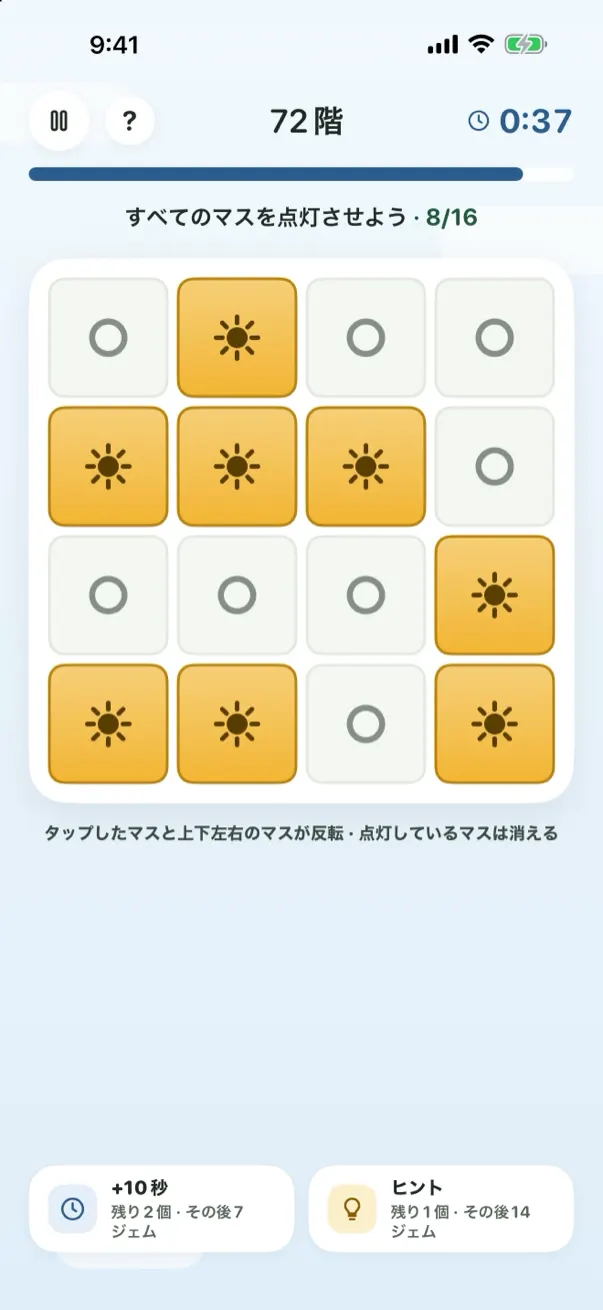 9:41
?
72階
0:37
すべてのマスを点灯させよう · 8/16
タップしたマスと上下左右のマスが反転 · 点灯しているマスは消える
+10秒
残り2個 · その後7
ジェム
ヒント
残り1個 · その後14
ジェム